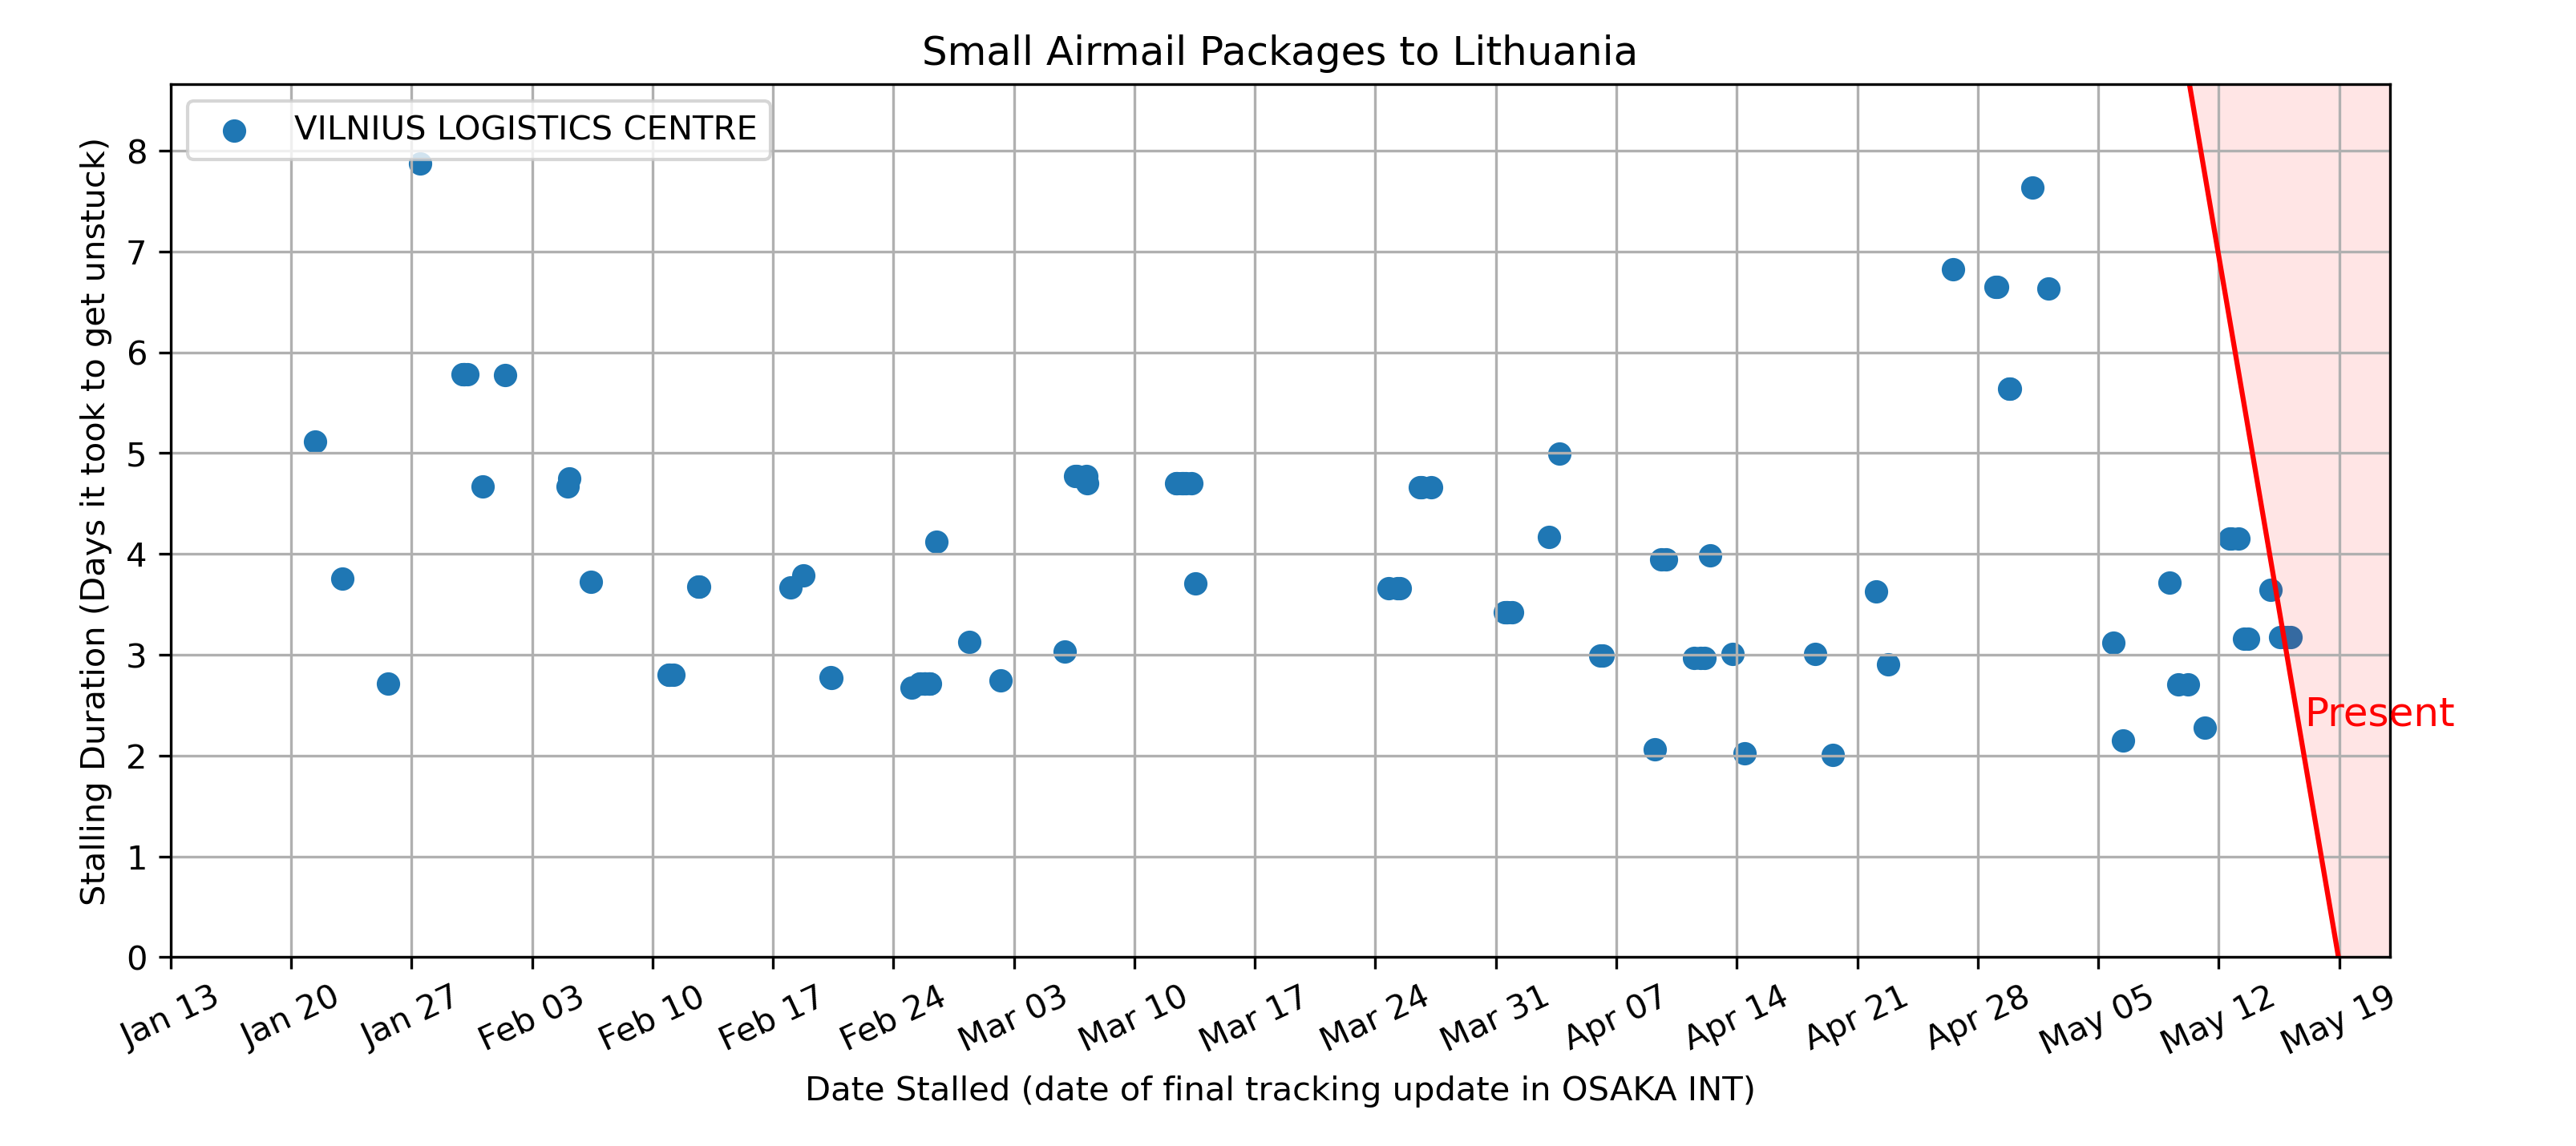 Small Airmail Packages to Lithuania
VILNIUS LOGISTICS CENTRE
Stalling Duration (Days it took to get unstuck)
8
7
6
5
4
3
2
1
0
Present
Jan 13
Jan 20
Jan 27
Feb 03
Feb 10
Feb 17
Feb 24
Mar 03
Mar 10
Mar 17
Mar 24
Mar 31
Apr 07
Apr 14
Apr 21
Apr 28
May 05
May 12
May 19
Date Stalled (date of final tracking update in OSAKA INT)